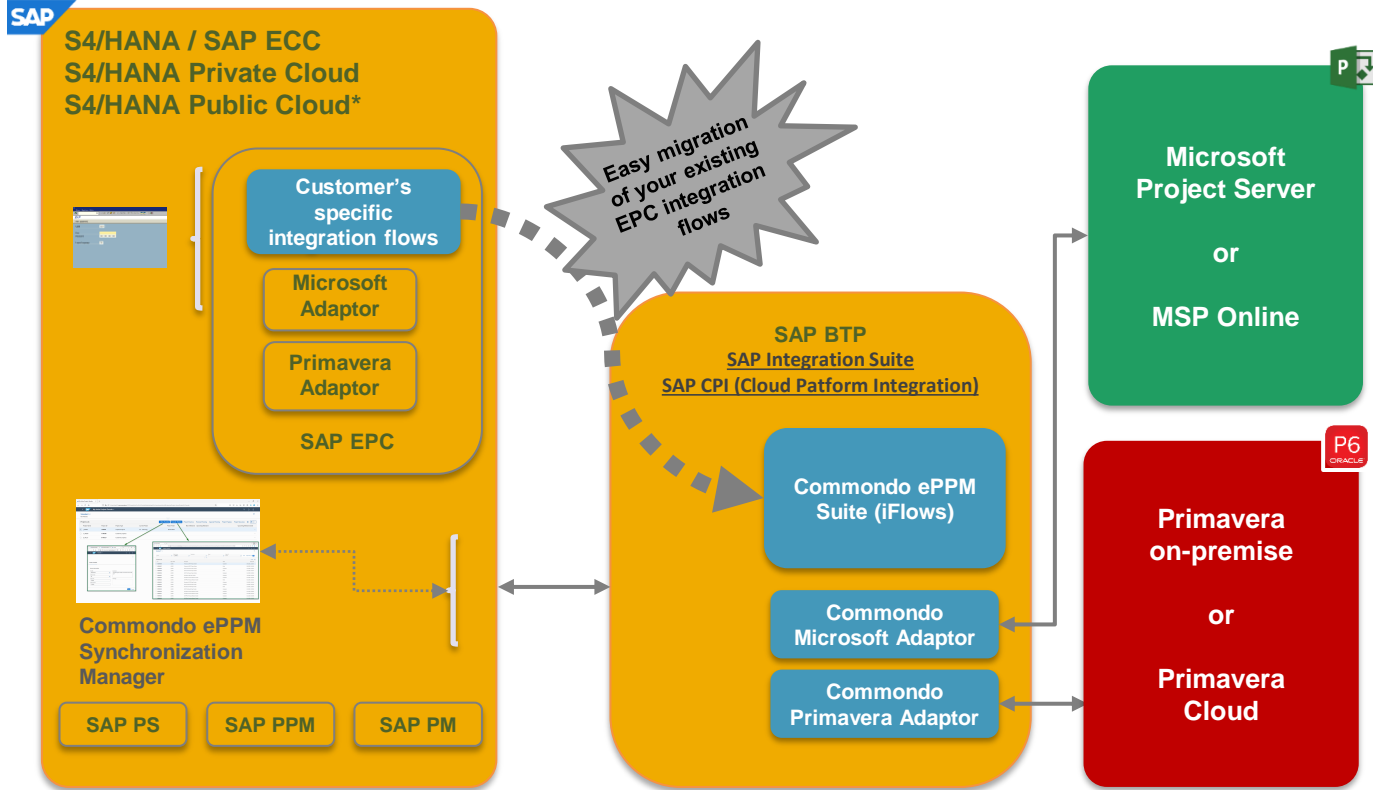 SAP
S4/HANA / SAP ECC
S4/HANA Private Cloud
S4/HANA Public Cloud*
Customer's
specific
integration flows
Microsoft
Adaptor
Primavera
Adaptor
SAP EPC
Commondo ePPM
Synchronization
Manager
SAP PS
SAP PPM
SAP PM
Easy migration
of your existing
EPC integration
flows
SAP BTP
SAP Integration Suite
SAP CPI (Cloud Patform Integration)
Commondo ePPM
Suite (iFlows)
Commondo
Microsoft Adaptor
Commondo
Primavera Adaptor
P
Microsoft
Project Server
or
MSP Online
P6
ORACLE
Primavera
on-premise
or
Primavera
Cloud